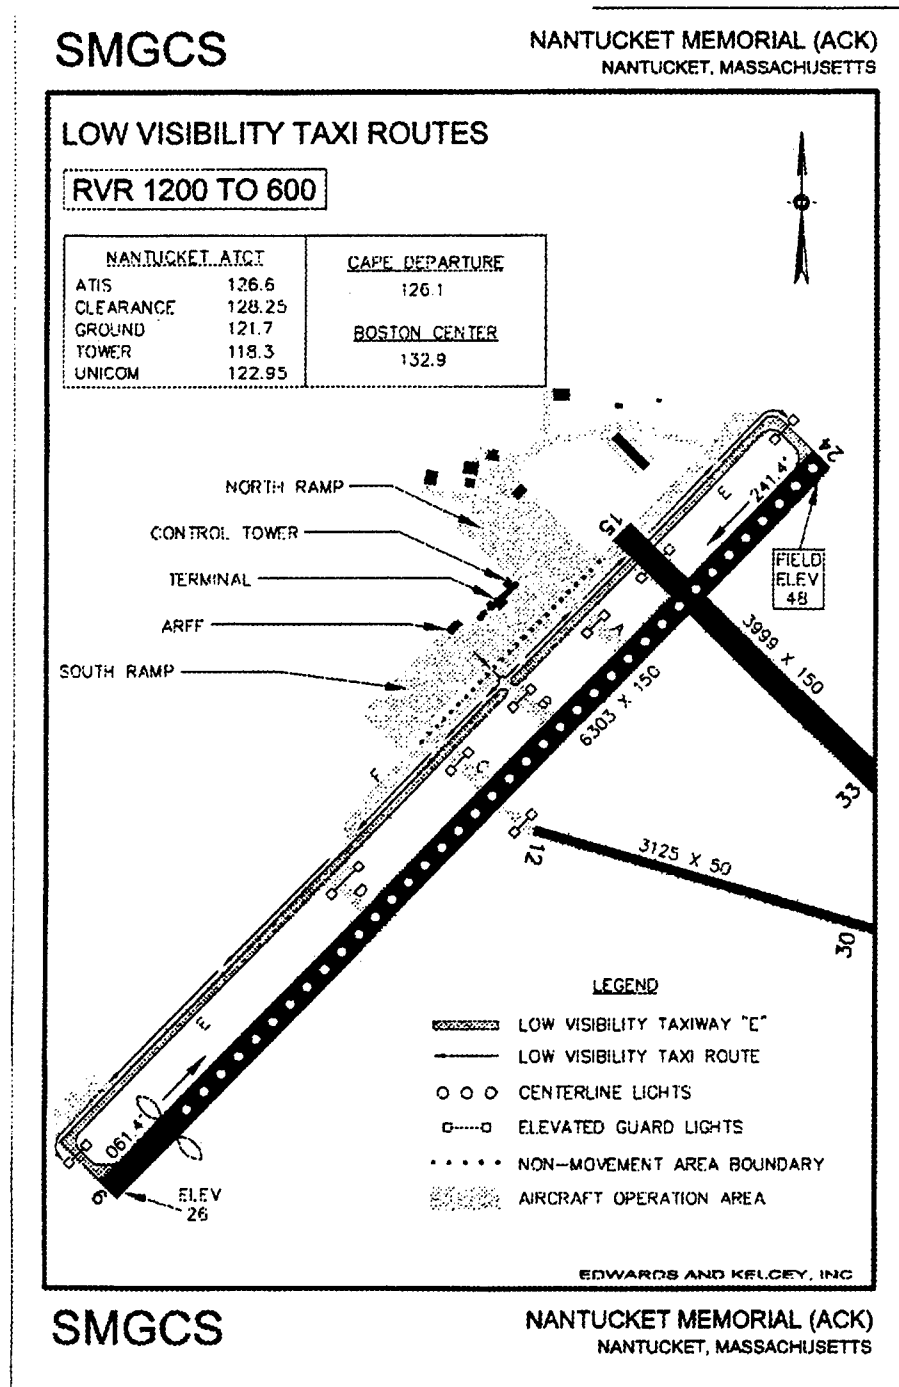 SMGCS
NANTUCKET MEMORIAL (ACK)
NANTUCKET, MASSACHUSETTS
LOW VISIBILITY TAXI ROUTES
RVR 1200 TO 600
NANTUCKET ATCT
ATIS 126.6
CLEARANCE 128.25
GROUND 121.7
TOWER 118.3
UNICOM 122.95
CAPE DEPARTURE
126.1
BOSTON CENTER
132.9
24
241.4°
E
NORTH RAMP
15
CONTROL TOWER
FIELD
ELEV
48
TERMINAL
ARFF
A
3999 X 150
SOUTH RAMP
B
6303 X 150
C
F
33
12
3125 X 50
D
30
E
061.4°
6
ELEV
26
LEGEND
LOW VISIBILITY TAXIWAY "E"
LOW VISIBILITY TAXI ROUTE
CENTERLINE LIGHTS
ELEVATED GUARD LIGHTS
NON-MOVEMENT AREA BOUNDARY
AIRCRAFT OPERATION AREA
EDWARDS AND KELCEY, INC
SMGCS
NANTUCKET MEMORIAL (ACK)
NANTUCKET, MASSACHUSETTS